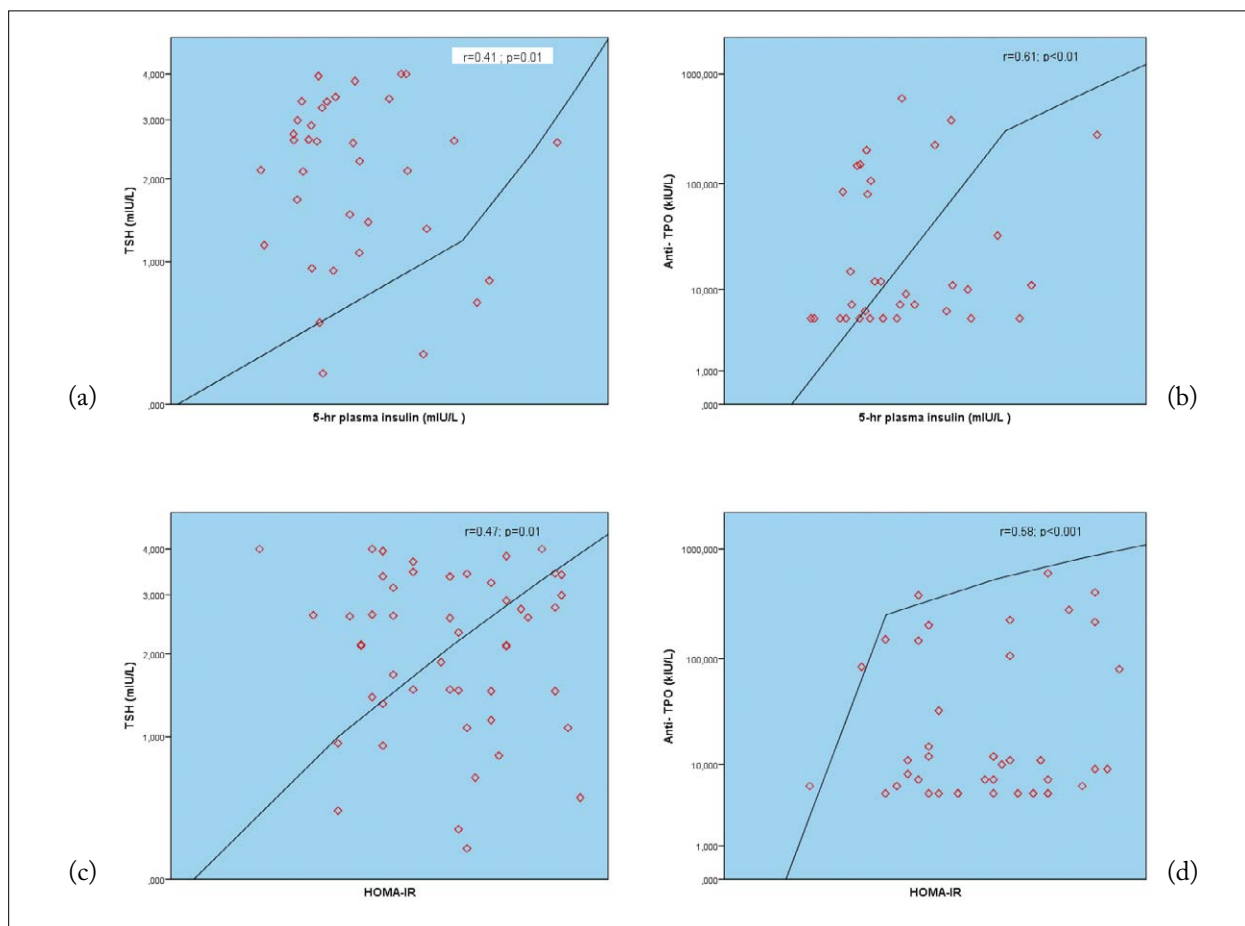 r=0.41 ; p=0.01
4,000
3,000
2,000
1,000
,000
TSH (mIU/L)
5-hr plasma insulin (mIU/L )
(a)
r=0.61; p<0.01
1000,000
100,000
10,000
1,000
,000
Anti- TPO (kIU/L)
5-hr plasma insulin (mIU/L )
(b)
r=0.47; p=0.01
4,000
3,000
2,000
1,000
,000
TSH (mIU/L)
HOMA-IR
(c)
r=0.58; p<0.001
1000,000
100,000
10,000
1,000
,000
Anti- TPO (kIU/L)
HOMA-IR
(d)